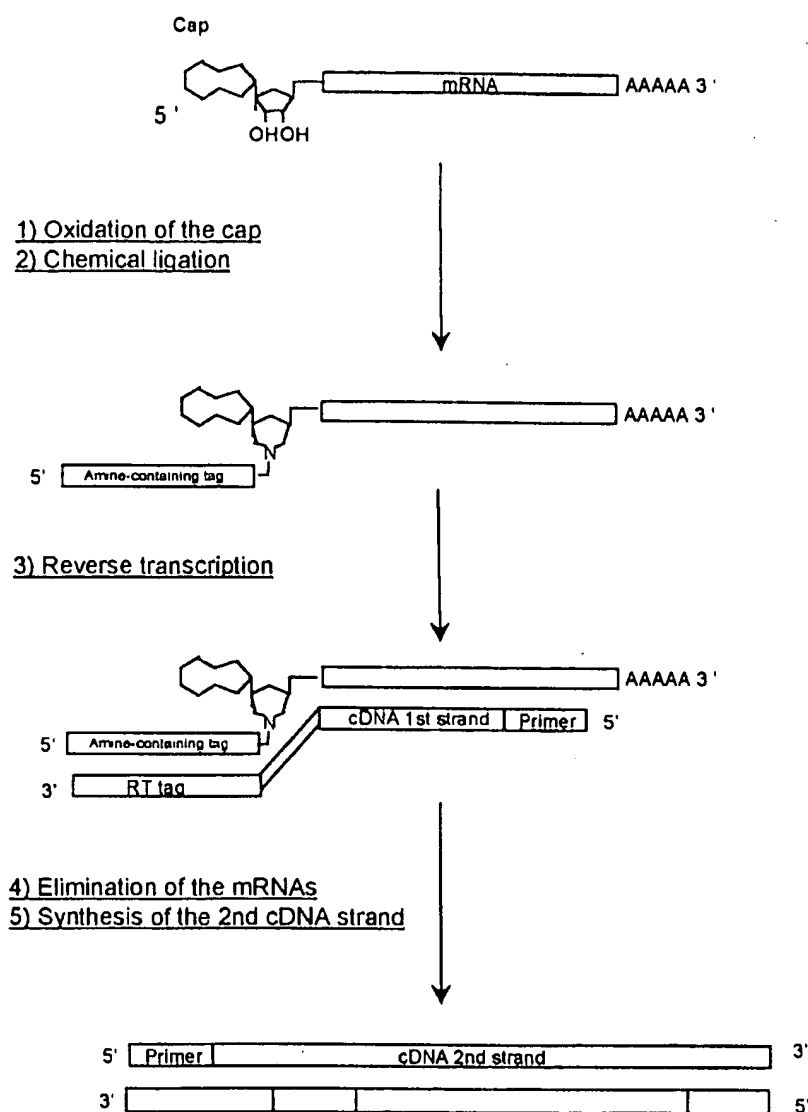 Cap
mRNA AAAAA 3 '
5 '
OHOH
1) Oxidation of the cap
2) Chemical ligation
AAAAA 3 '
N
5' Amine-containing tag
3) Reverse transcription
AAAAA 3 '
N
cDNA 1st strand Primer 5'
5' Amine-containing tag
3' RT tag
4) Elimination of the mRNAs
5) Synthesis of the 2nd cDNA strand
5' Primer cDNA 2nd strand 3'
3' 5'